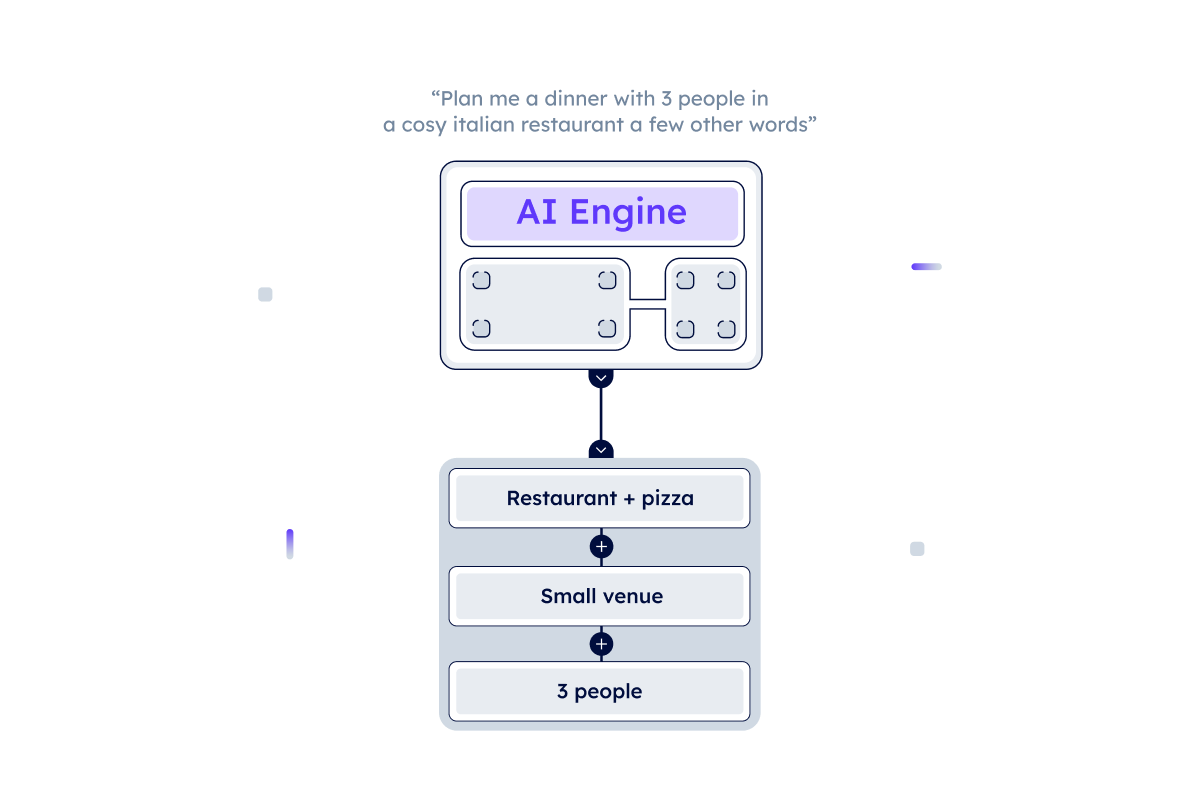 “Plan me a dinner with 3 people in
a cosy italian restaurant a few other words”
AI Engine
Restaurant + pizza
Small venue
3 people